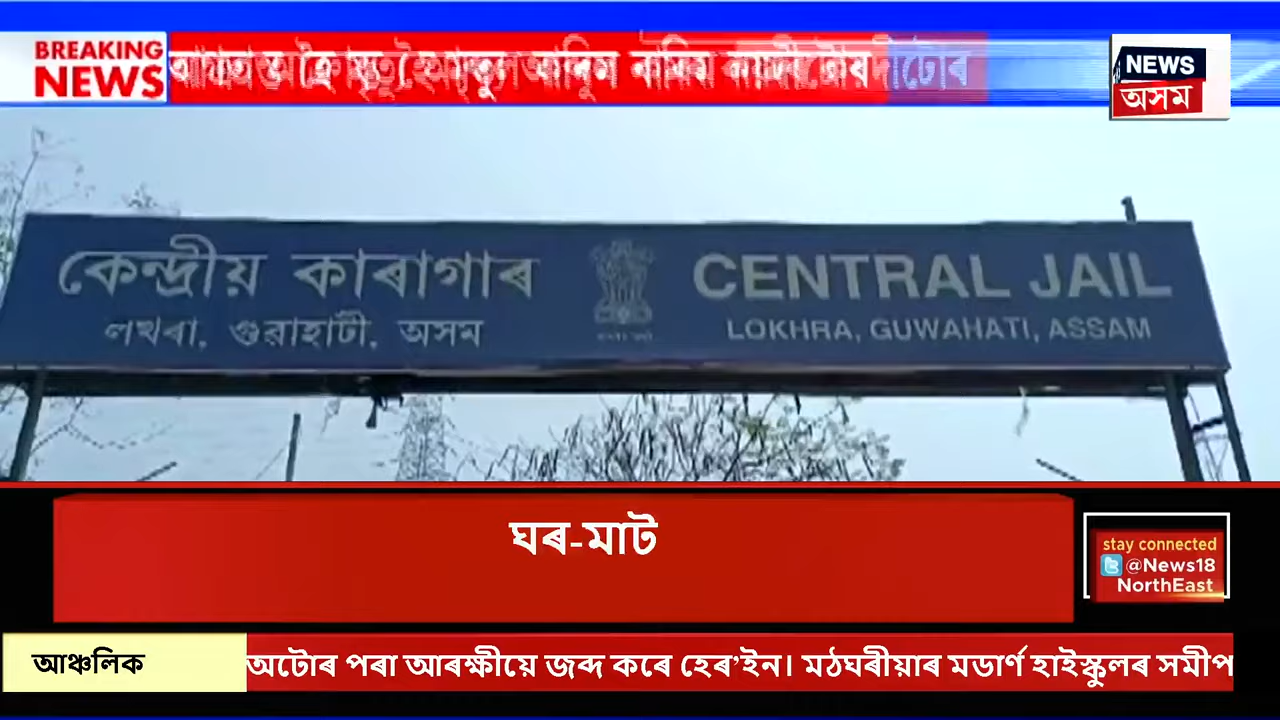 BREAKING
NEWS
NEWS
অসম
কেন্দ্ৰীয় কাৰাগাৰ
CENTRAL JAIL
লখৰা, গুৱাহাটী, অসম
LOKHRA, GUWAHATI, ASSAM
ঘৰ-মাটি
stay connected
@News18
NorthEast
আঞ্চলিক
অটোৰ পৰা আৰক্ষীয়ে জব্দ কৰে হেৰ'ইন। মঠঘৰীয়াৰ মডাৰ্ণ হাইস্কুলৰ সমীপ